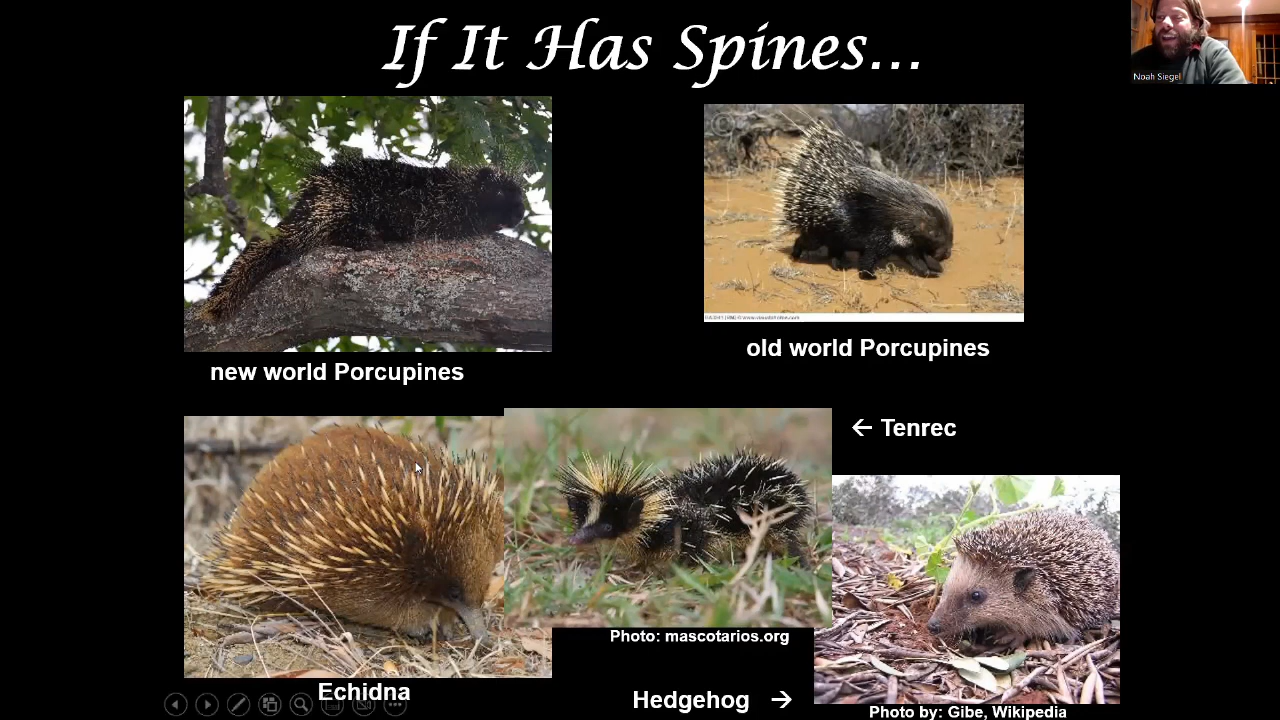 If It Has Spines...
Noah Siegel
new world Porcupines
old world Porcupines
← Tenrec
Photo: mascotarios.org
Echidna
Hedgehog →
Photo by: Gibe, Wikipedia